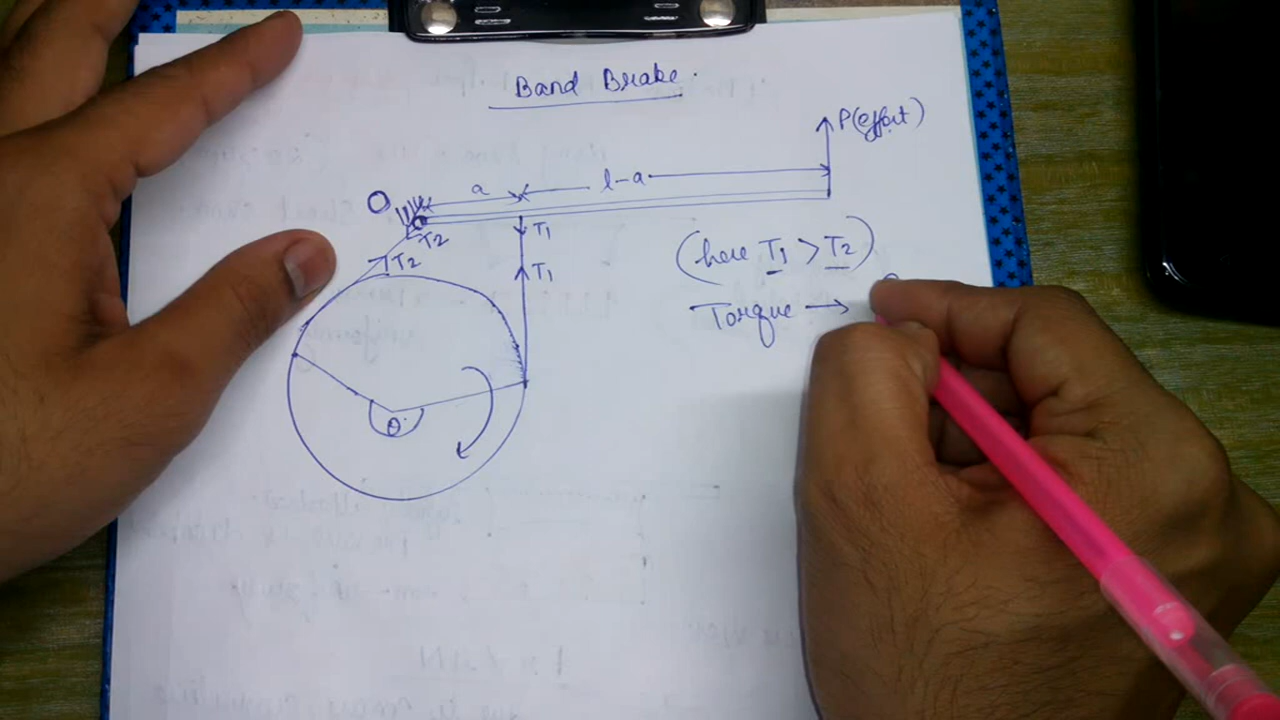 Band Brake.
P(effort)
a
l-a
O
T2
T1
T2
T1
(here T1 > T2)
Torque →
θ